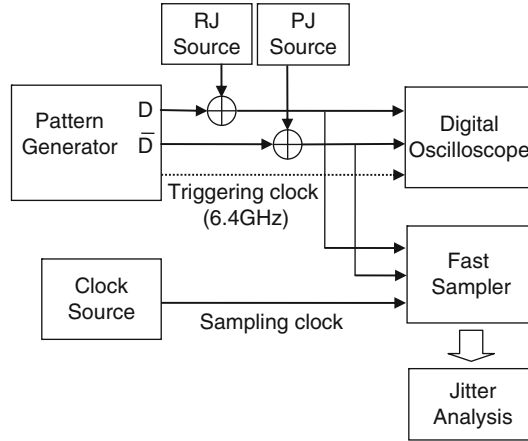 RJ
Source
PJ
Source
Pattern
Generator
D
D̅
Digital
Oscilloscope
Triggering clock
(6.4GHz)
Clock
Source
Sampling clock
Fast
Sampler
Jitter
Analysis